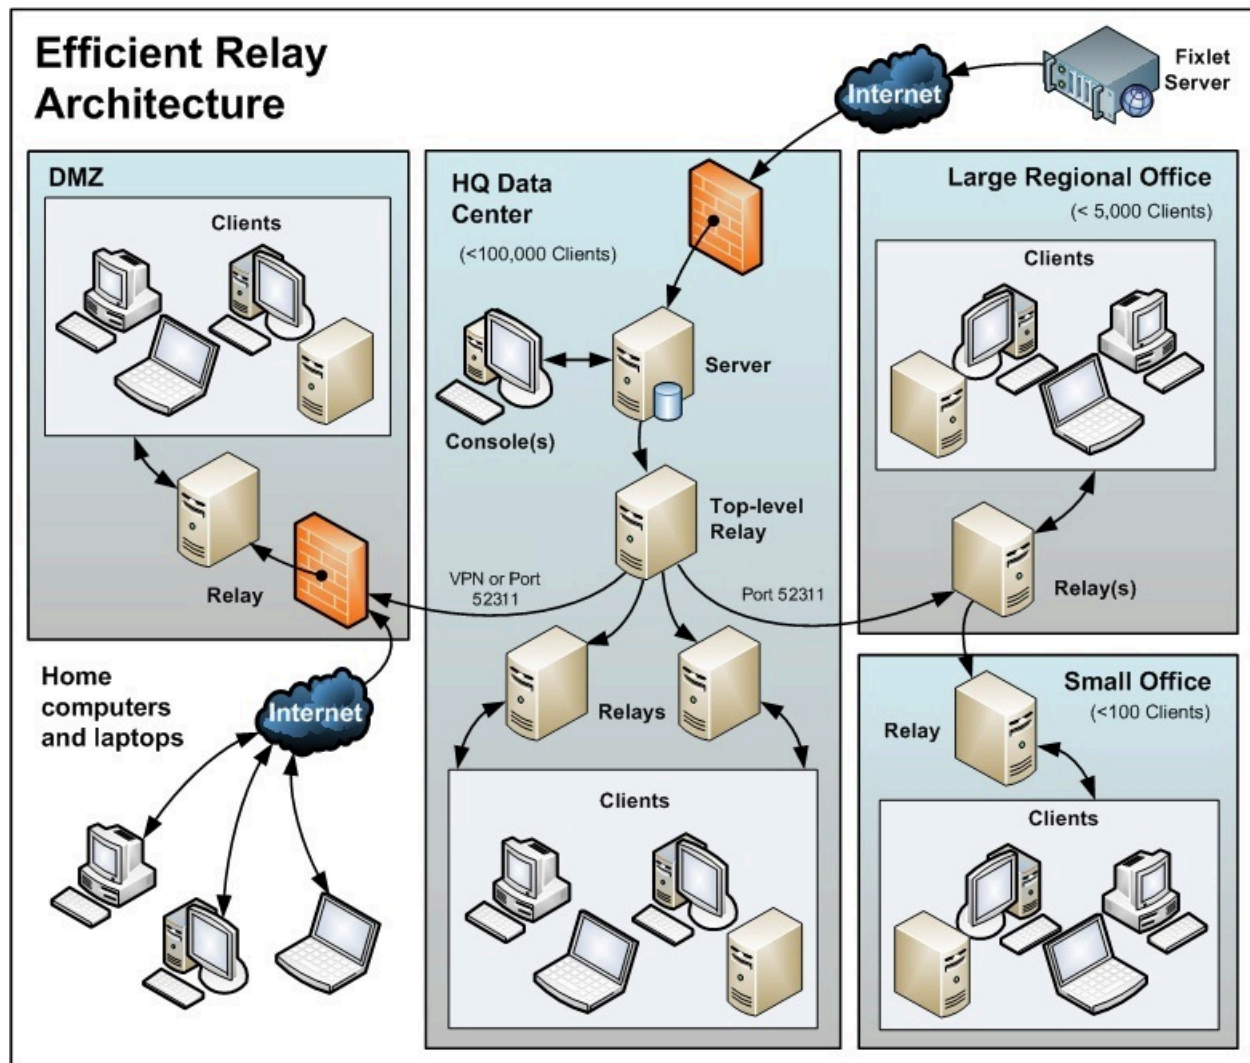 Efficient Relay
Architecture
Internet
Fixlet
Server
DMZ
Clients
HQ Data
Center
(<100,000 Clients)
Large Regional Office
(< 5,000 Clients)
Clients
Server
Console(s)
Top-level
Relay
Relay
VPN or Port
52311
Port 52311
Relay(s)
Home
computers
and laptops
Internet
Relays
Small Office
(<100 Clients)
Relay
Clients
Clients